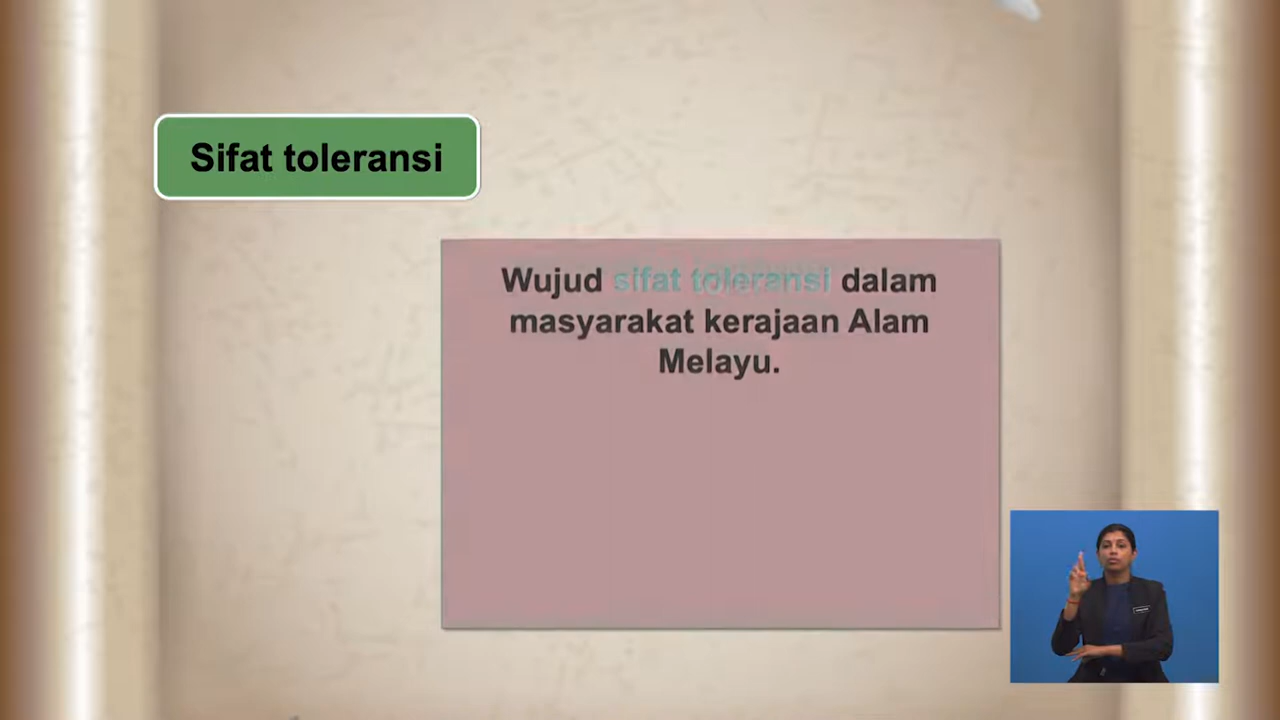 Sifat toleransi
Wujud sifat toleransi dalam
masyarakat kerajaan Alam
Melayu.